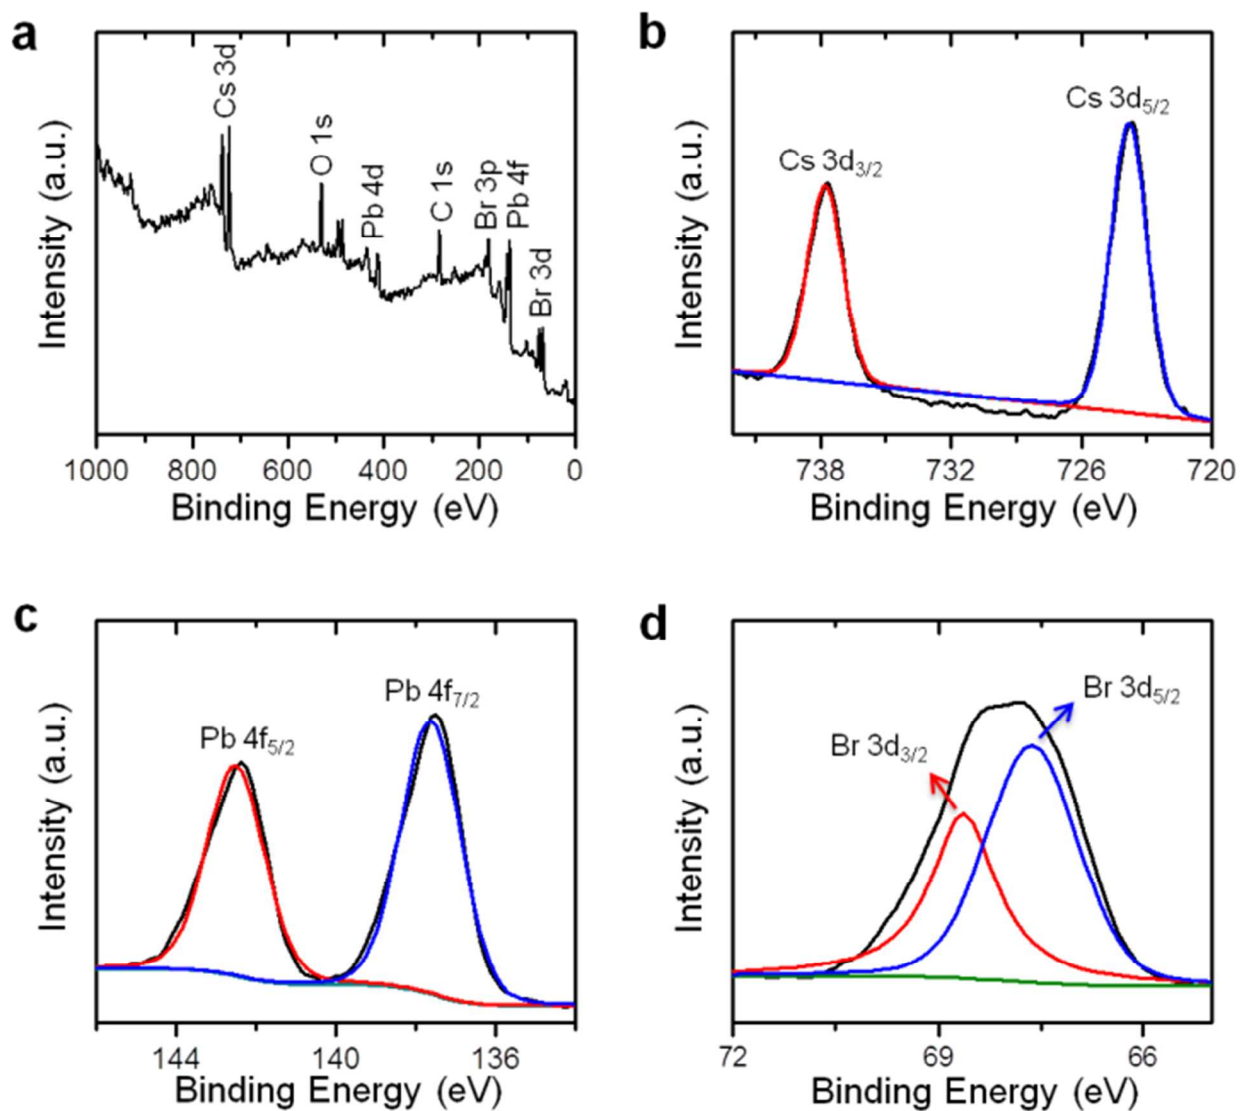 a
Cs 3d
O 1s
Pb 4d
C 1s
Br 3p
Pb 4f
Br 3d
Intensity (a.u.)
1000 800 600 400 200 0
Binding Energy (eV)
b
Cs 3d3/2
Cs 3d5/2
Intensity (a.u.)
738 732 726 720
Binding Energy (eV)
c
Pb 4f5/2
Pb 4f7/2
Intensity (a.u.)
144 140 136
Binding Energy (eV)
d
Br 3d3/2
Br 3d5/2
Intensity (a.u.)
72 69 66
Binding Energy (eV)